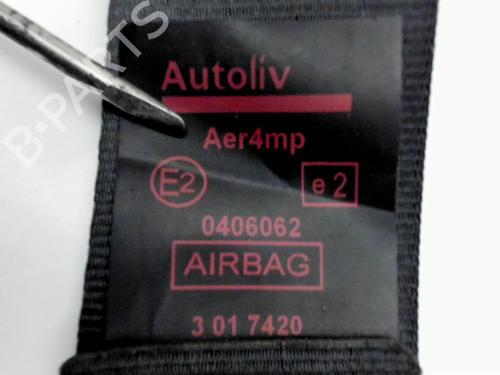 B-PARTS
Autoliv
Aer4mp
E2 e 2
0406062
AIRBAG
3 01 7420